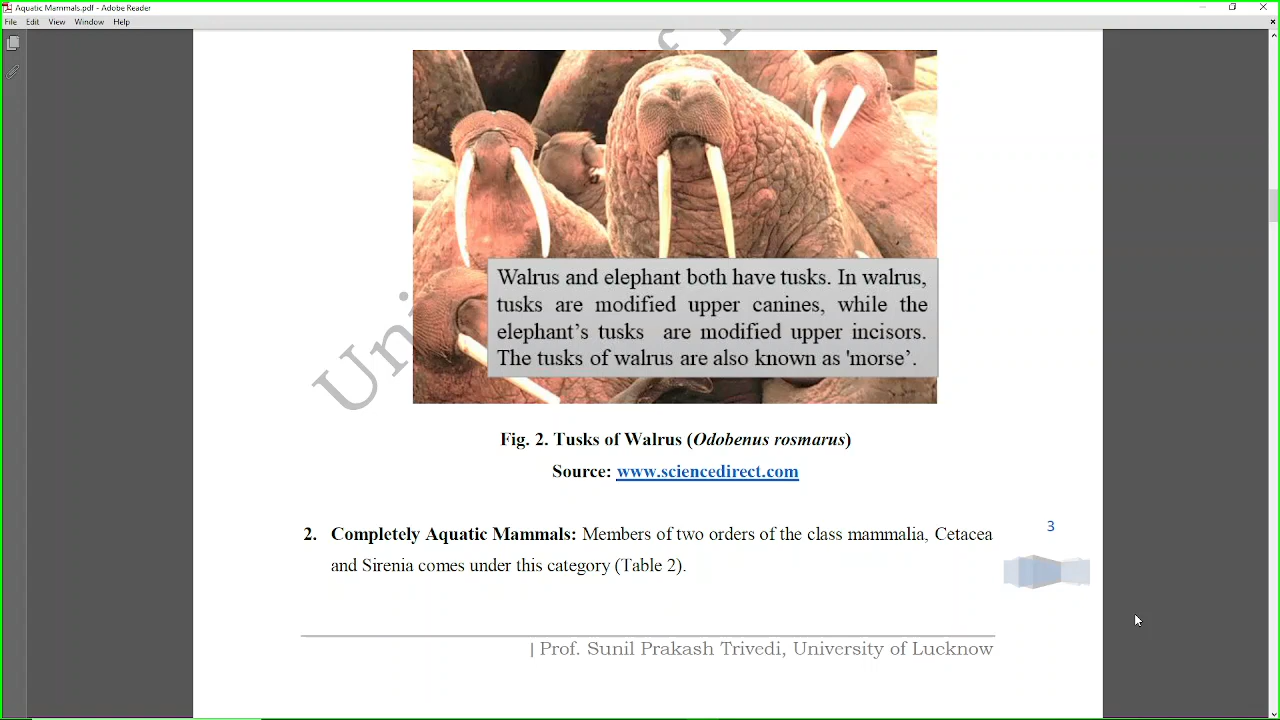 Aquatic Mammals.pdf - Adobe Reader
File Edit View Window Help
Walrus and elephant both have tusks. In walrus,
tusks are modified upper canines, while the
elephant’s tusks are modified upper incisors.
The tusks of walrus are also known as 'morse’.
Fig. 2. Tusks of Walrus (Odobenus rosmarus)
Source: www.sciencedirect.com
2. Completely Aquatic Mammals: Members of two orders of the class mammalia, Cetacea
and Sirenia comes under this category (Table 2).
3
| Prof. Sunil Prakash Trivedi, University of Lucknow